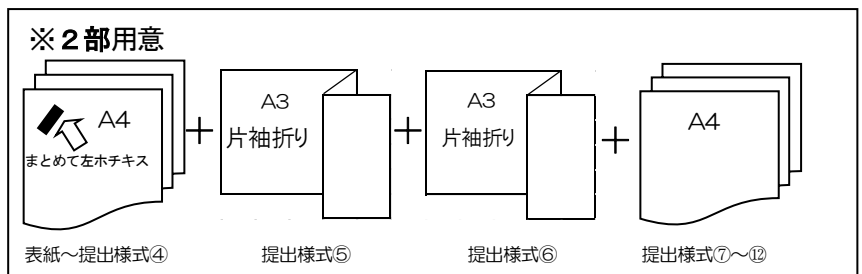 ※２部用意
A4
まとめて左ホチキス
＋
A3
片袖折り
＋
A3
片袖折り
＋
A4
表紙～提出様式④
提出様式⑤
提出様式⑥
提出様式⑦～⑫